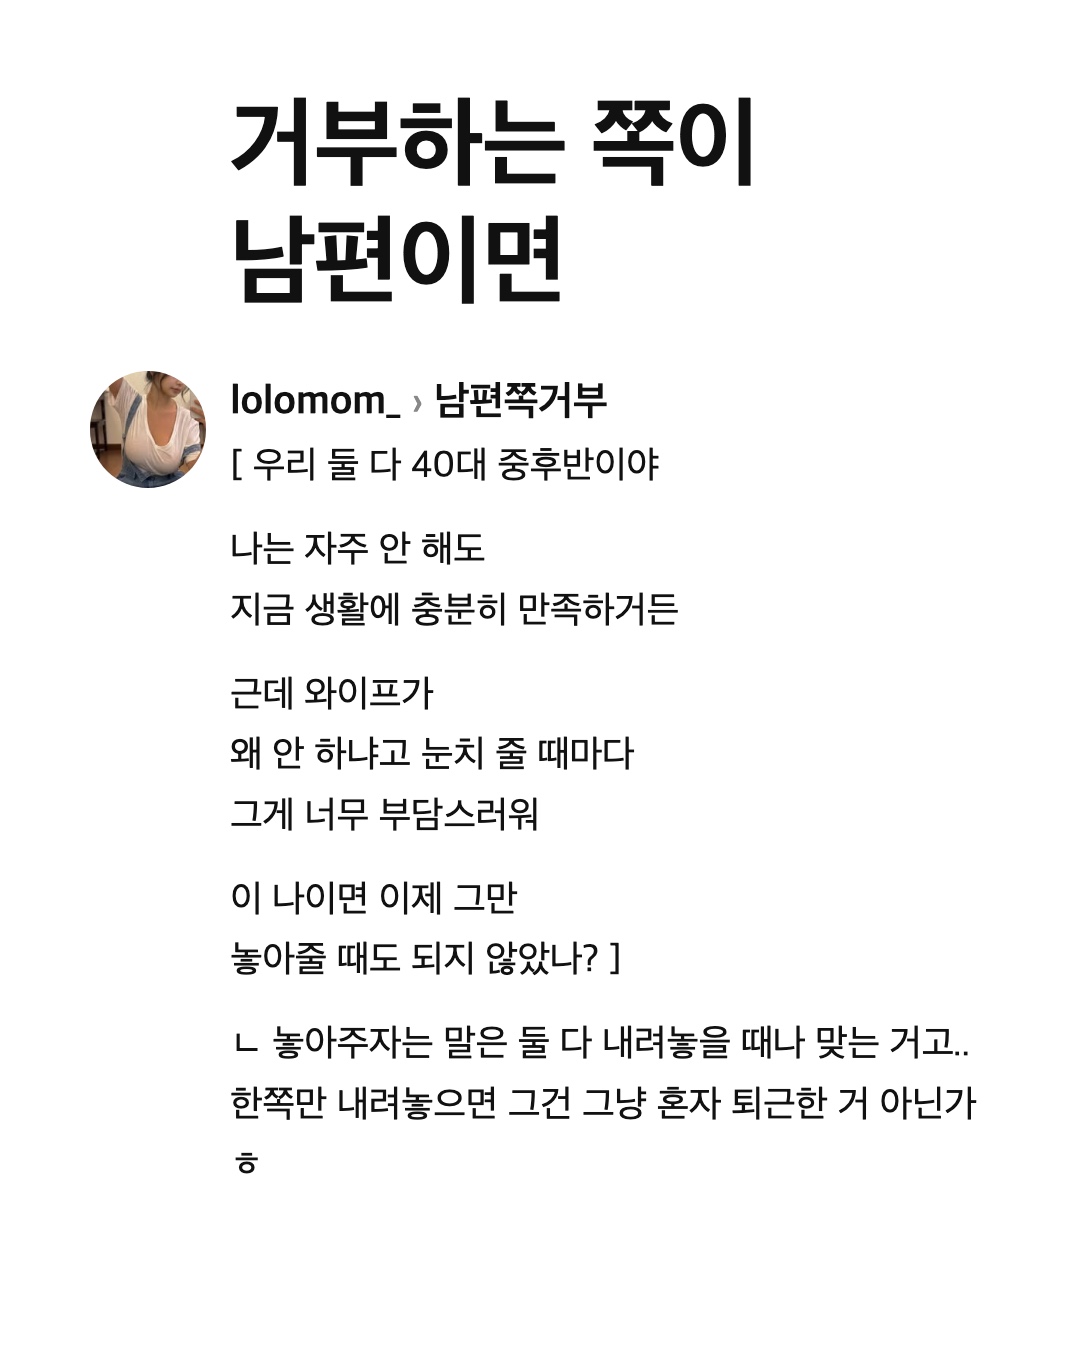 거부하는 쪽이
남편이면
lolomom_ › 남편쪽거부
[ 우리 둘 다 40대 중후반이야
나는 자주 안 해도
지금 생활에 충분히 만족하거든
근데 와이프가
왜 안 하냐고 눈치 줄 때마다
그게 너무 부담스러워
이 나이면 이제 그만
놓아줄 때도 되지 않았나? ]
ㄴ 놓아주자는 말은 둘 다 내려놓을 때나 맞는 거고..
한쪽만 내려놓으면 그건 그냥 혼자 퇴근한 거 아닌가
ㅎ